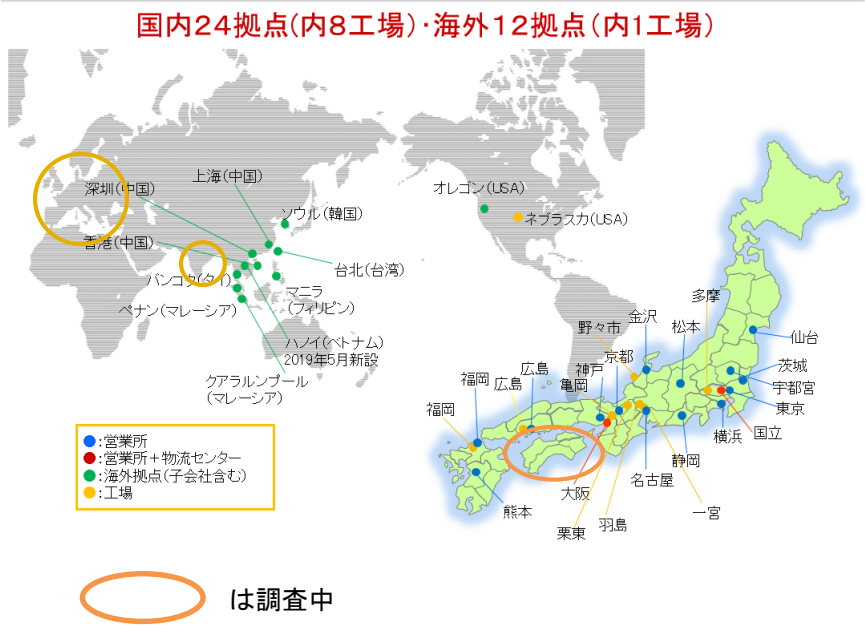 国内24拠点(内8工場)・海外12拠点(内1工場)
深圳(中国)
上海(中国)
ソウル(韓国)
香港(中国)
台北(台湾)
バンコク(タイ)
マニラ
(フィリピン)
ペナン(マレーシア)
ハノイ(ベトナム)
2019年5月新設
クアラルンプール
(マレーシア)
オレゴン(USA)
ネブラスカ(USA)
多摩
金沢
野々市
松本
仙台
京都
茨城
広島
神戸
福岡
広島
亀岡
宇都宮
東京
福岡
横浜
国立
静岡
名古屋
大阪
一宮
熊本
羽島
栗東
:営業所
:営業所+物流センター
:海外拠点(子会社含む)
:工場
は調査中